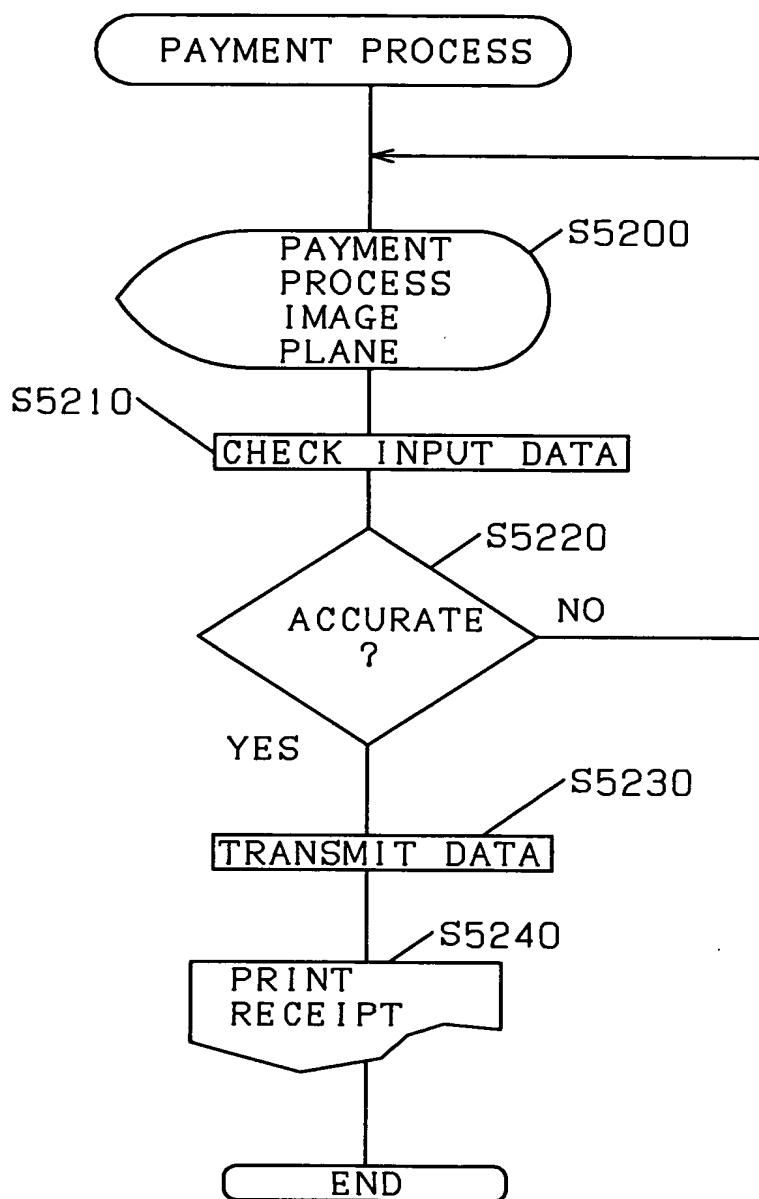 PAYMENT PROCESS
S5200
PAYMENT
PROCESS
IMAGE
PLANE
S5210
CHECK INPUT DATA
S5220
ACCURATE
?
NO
YES
S5230
TRANSMIT DATA
S5240
PRINT
RECEIPT
END